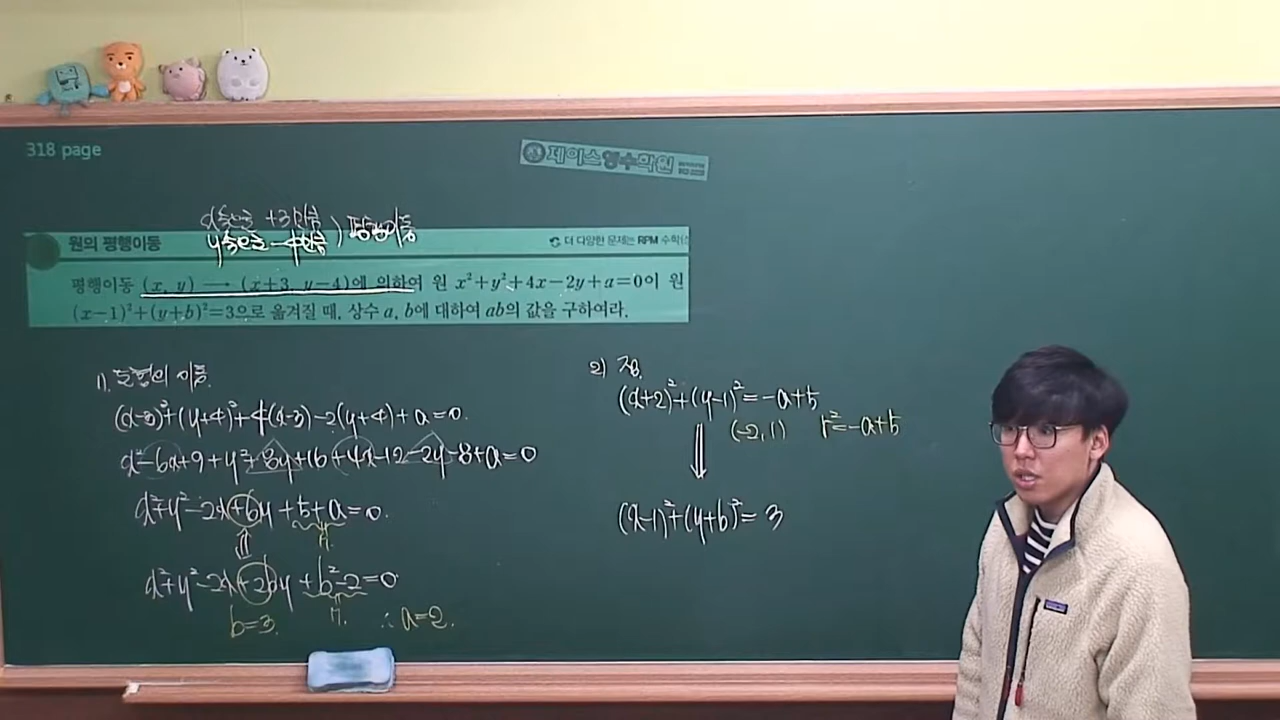 318 page
제이스영수학원
x축으로 +3만큼
y축으로 -4만큼 ) 평행이동
원의 평행이동
더 다양한 문제는 RPM 수학
평행이동 (x, y) → (x+3, y-4)에 의하여 원 x²+y²+4x-2y+a=0이 원
(x-1)²+(y+b)²=3으로 옮겨질 때, 상수 a, b에 대하여 ab의 값을 구하여라.
1) 도형의 이동.
(x-3)²+(y+4)²+4(x-3)-2(y+4)+a=0.
x²-6x+9+y²+8y+16+4x-12-2y-8+a=0
x²+y²-2x+6y+5+a=0.
⇕
x²+y²-2x+2by+b²-2=0
b=3. ∴ a=2.
2) 점.
(x+2)²+(y-1)²=-a+5
(-2, 1) r²=-a+5
⇓
(x-1)²+(y+b)²=3